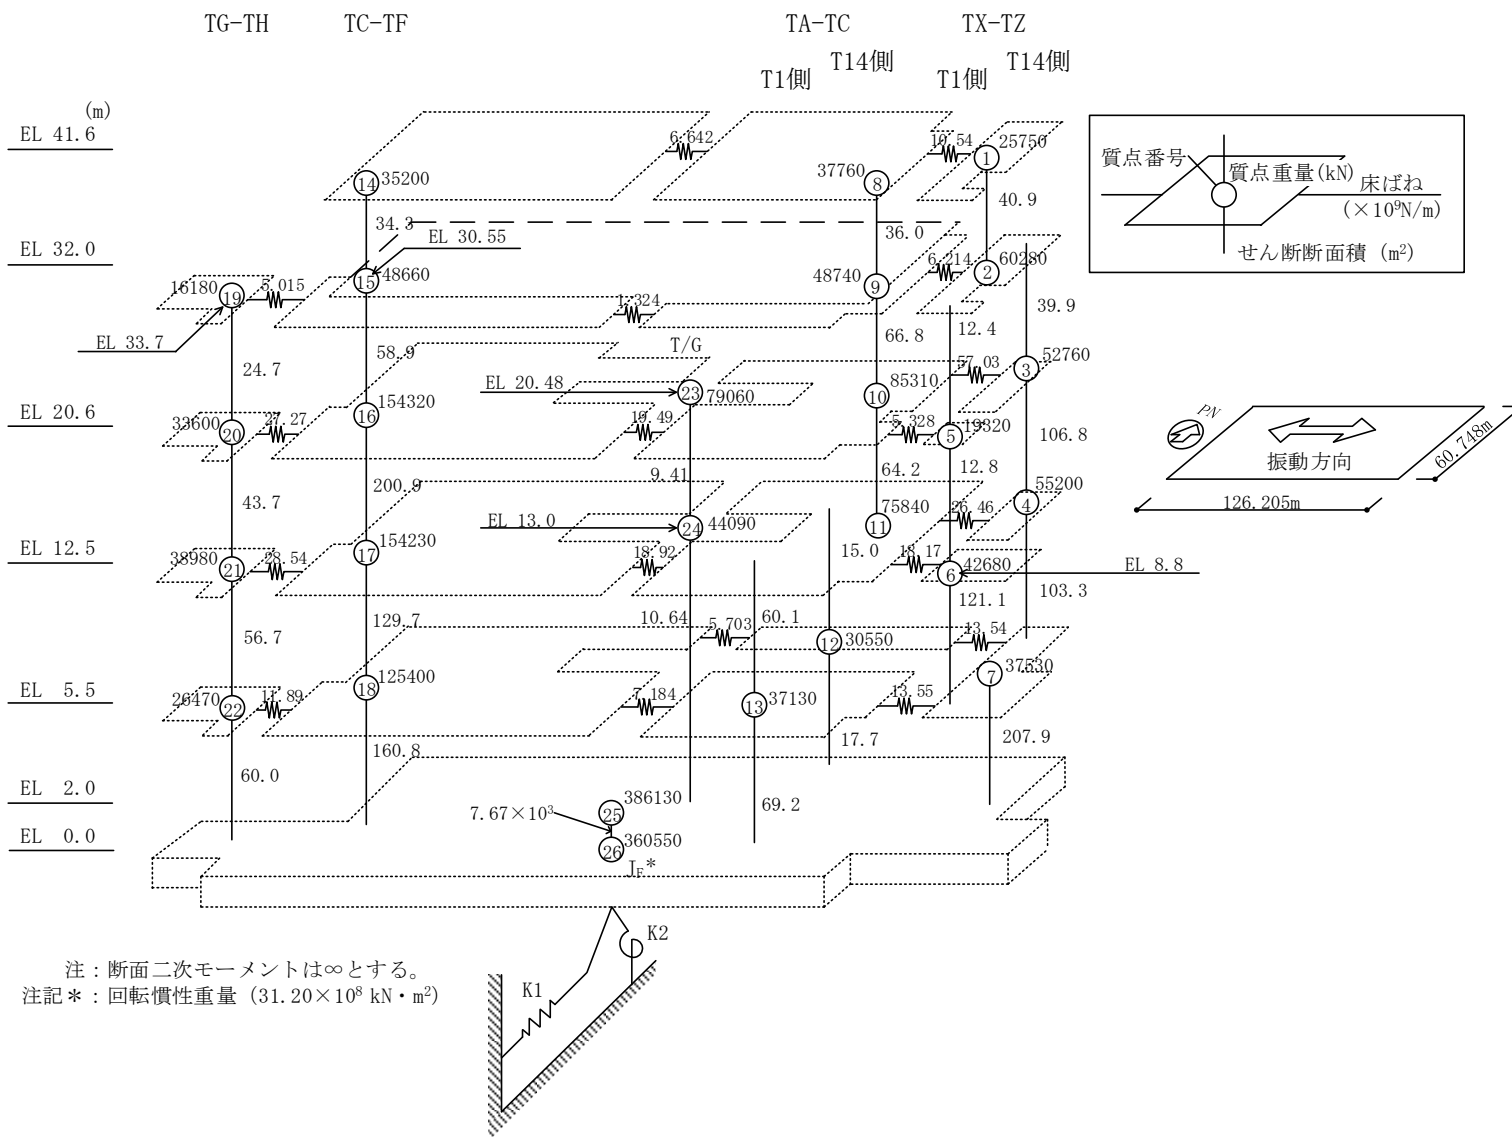 TG-TH TC-TF TA-TC TX-TZ
T1側 T14側 T1側 T14側
(m)
EL 41.6
6.642
10.54
① 25750
⑭ 35200
37760 ⑧
40.9
34.3
EL 30.55
36.0
EL 32.0
16180 ⑲
5.015
⑮ 48660
1.324
48740 ⑨
6.214
② 60280
39.9
EL 33.7
24.7
58.9
T/G
66.8
12.4
57.03
③ 52760
EL 20.48
㉓ 79060
⑩ 85310
EL 20.6
33600 ⑳
27.27
⑯ 154320
19.49
5.328
⑤ 19320
106.8
43.7
200.9
9.41
64.2
12.8
④ 55200
EL 13.0
㉔ 44090
⑪ 75840
26.46
EL 12.5
38980 ㉑
28.54
⑰ 154230
18.92
15.0
18.17
⑥ 42680
EL 8.8
56.7
129.7
10.64
5.703
60.1
⑫ 30550
121.1
13.54
103.3
EL 5.5
26470 ㉒
11.89
⑱ 125400
7.184
⑬ 37130
13.55
⑦ 37530
60.0
160.8
17.7
207.9
EL 2.0
7.67×10³
㉕ 386130
69.2
EL 0.0
㉖ 360550
J_F*
K2
K1
質点番号
質点重量(kN)
床ばね
(×10⁹N/m)
せん断断面積 (m²)
PN
振動方向
60.748m
126.205m
注：断面二次モーメントは∞とする。
注記＊：回転慣性重量 (31.20×10⁸ kN・m²)